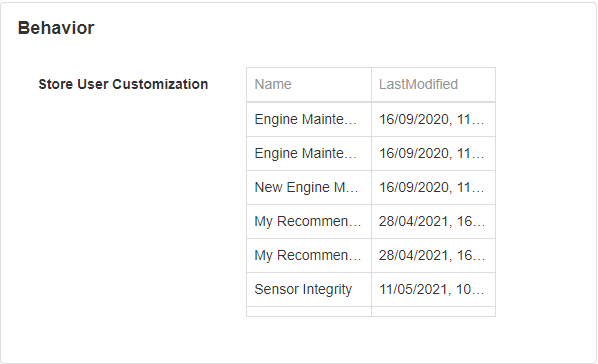 Behavior
Store User Customization
Name LastModified
Engine Mainte... 16/09/2020, 11...
Engine Mainte... 16/09/2020, 11...
New Engine M... 16/09/2020, 11...
My Recommen... 28/04/2021, 16...
My Recommen... 28/04/2021, 16...
Sensor Integrity 11/05/2021, 10...